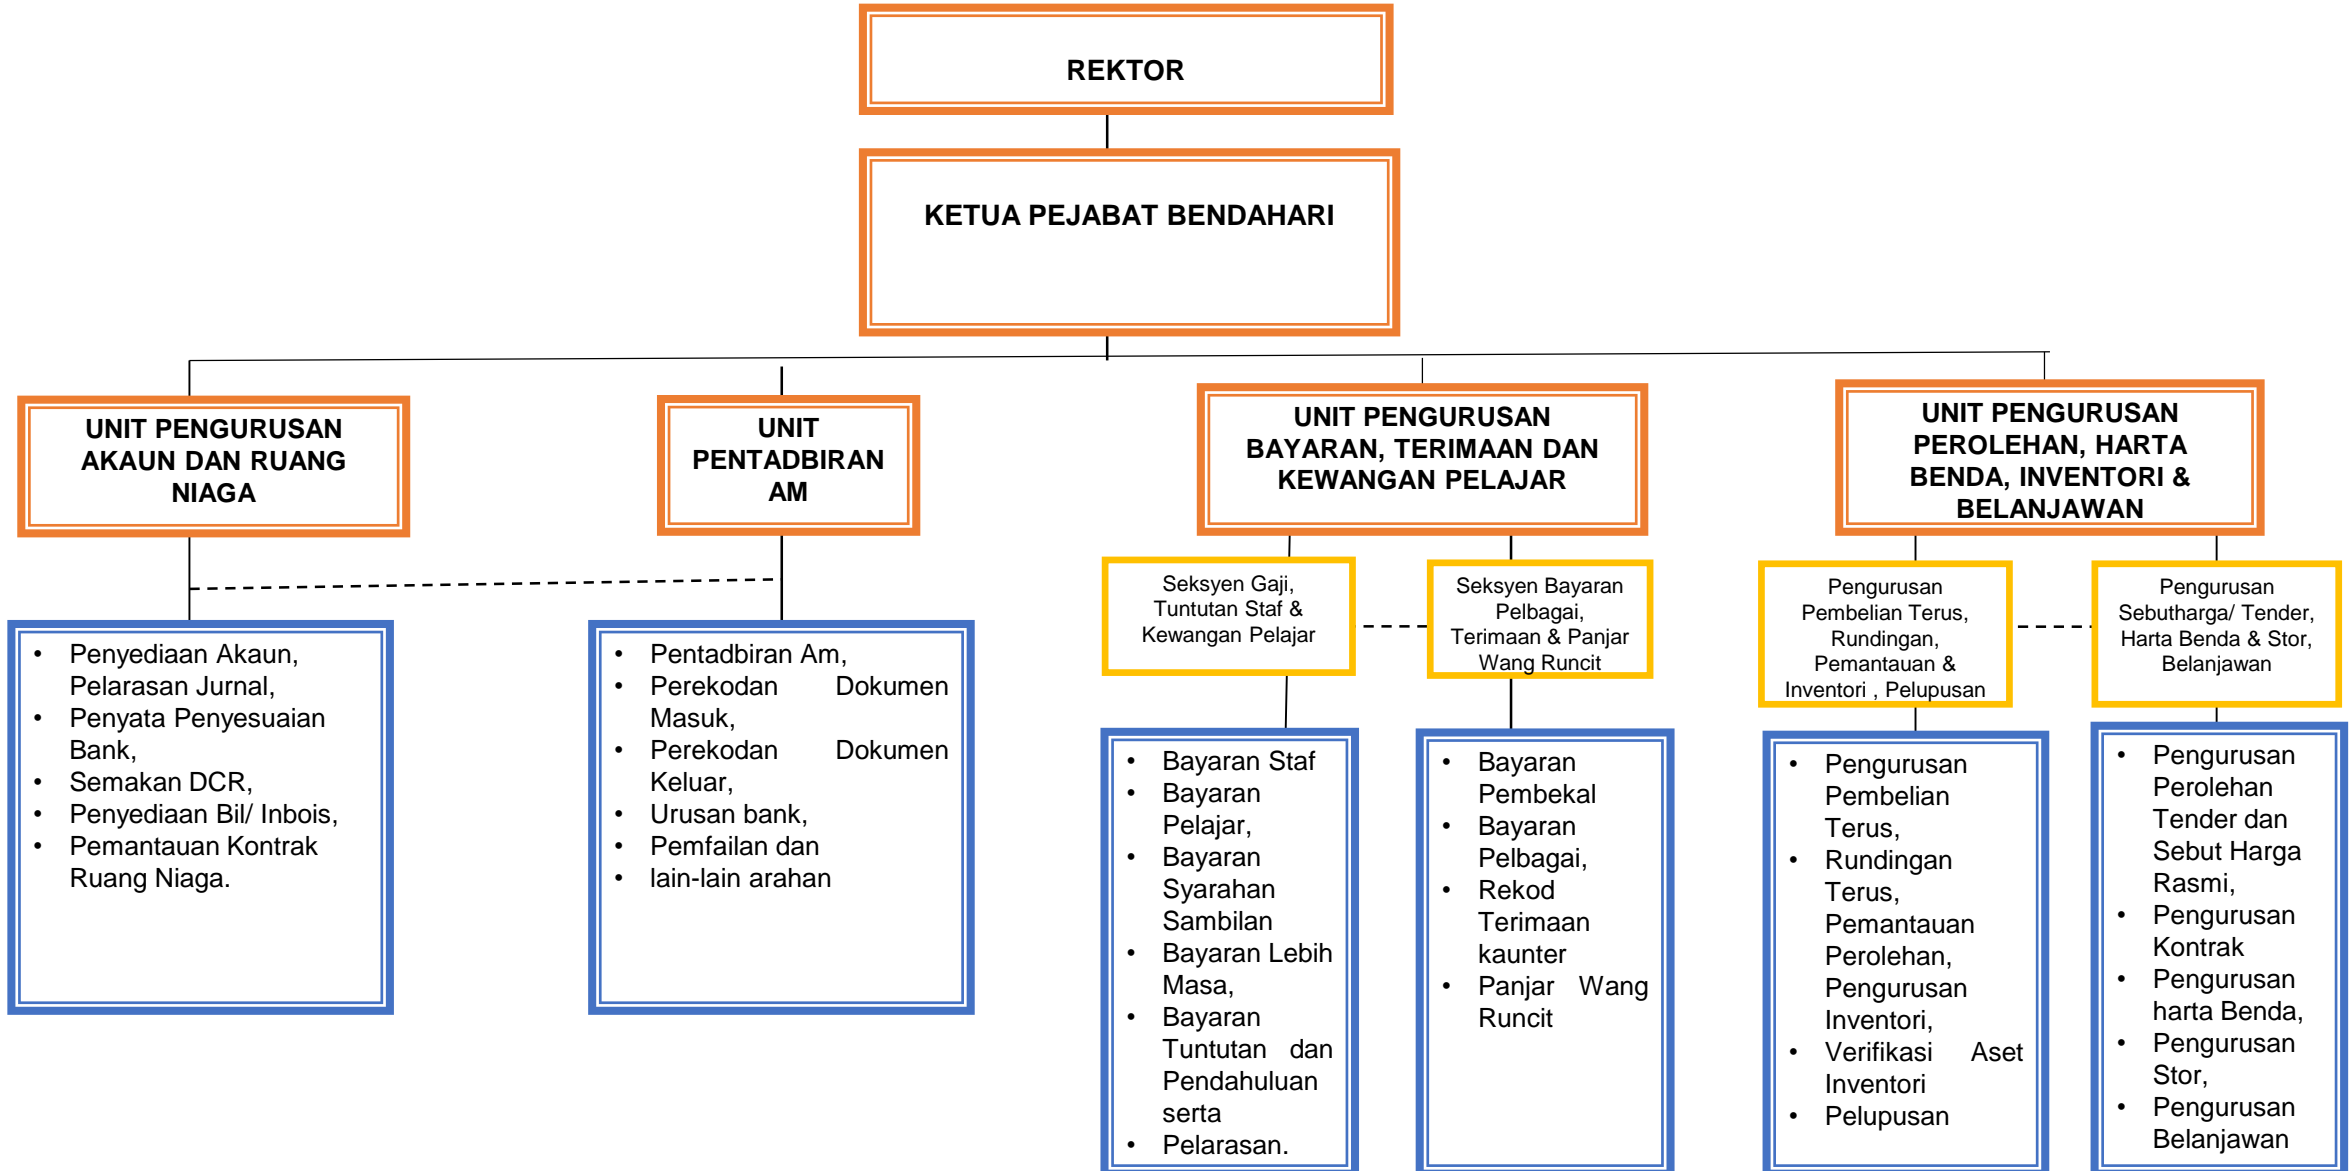 REKTOR
KETUA PEJABAT BENDAHARI
UNIT PENGURUSAN
AKAUN DAN RUANG
NIAGA
UNIT
PENTADBIRAN
AM
UNIT PENGURUSAN
BAYARAN, TERIMAAN DAN
KEWANGAN PELAJAR
UNIT PENGURUSAN
PEROLEHAN, HARTA
BENDA, INVENTORI &
BELANJAWAN
Seksyen Gaji,
Tuntutan Staf &
Kewangan Pelajar
Seksyen Bayaran
Pelbagai,
Terimaan & Panjar
Wang Runcit
Pengurusan
Pembelian Terus,
Rundingan,
Pemantauan &
Inventori , Pelupusan
Pengurusan
Sebutharga/ Tender,
Harta Benda & Stor,
Belanjawan
• Penyediaan Akaun,
Pelarasan Jurnal,
• Penyata Penyesuaian
Bank,
• Semakan DCR,
• Penyediaan Bil/ Inbois,
• Pemantauan Kontrak
Ruang Niaga.
• Pentadbiran Am,
• Perekodan Dokumen
Masuk,
• Perekodan Dokumen
Keluar,
• Urusan bank,
• Pemfailan dan
• lain-lain arahan
• Bayaran Staf
• Bayaran
Pelajar,
• Bayaran
Syarahan
Sambilan
• Bayaran Lebih
Masa,
• Bayaran
Tuntutan dan
Pendahuluan
serta
• Pelarasan.
• Bayaran
Pembekal
• Bayaran
Pelbagai,
• Rekod
Terimaan
kaunter
• Panjar Wang
Runcit
• Pengurusan
Pembelian
Terus,
• Rundingan
Terus,
Pemantauan
Perolehan,
Pengurusan
Inventori,
• Verifikasi Aset
Inventori
• Pelupusan
• Pengurusan
Perolehan
Tender dan
Sebut Harga
Rasmi,
• Pengurusan
Kontrak
• Pengurusan
harta Benda,
• Pengurusan
Stor,
• Pengurusan
Belanjawan